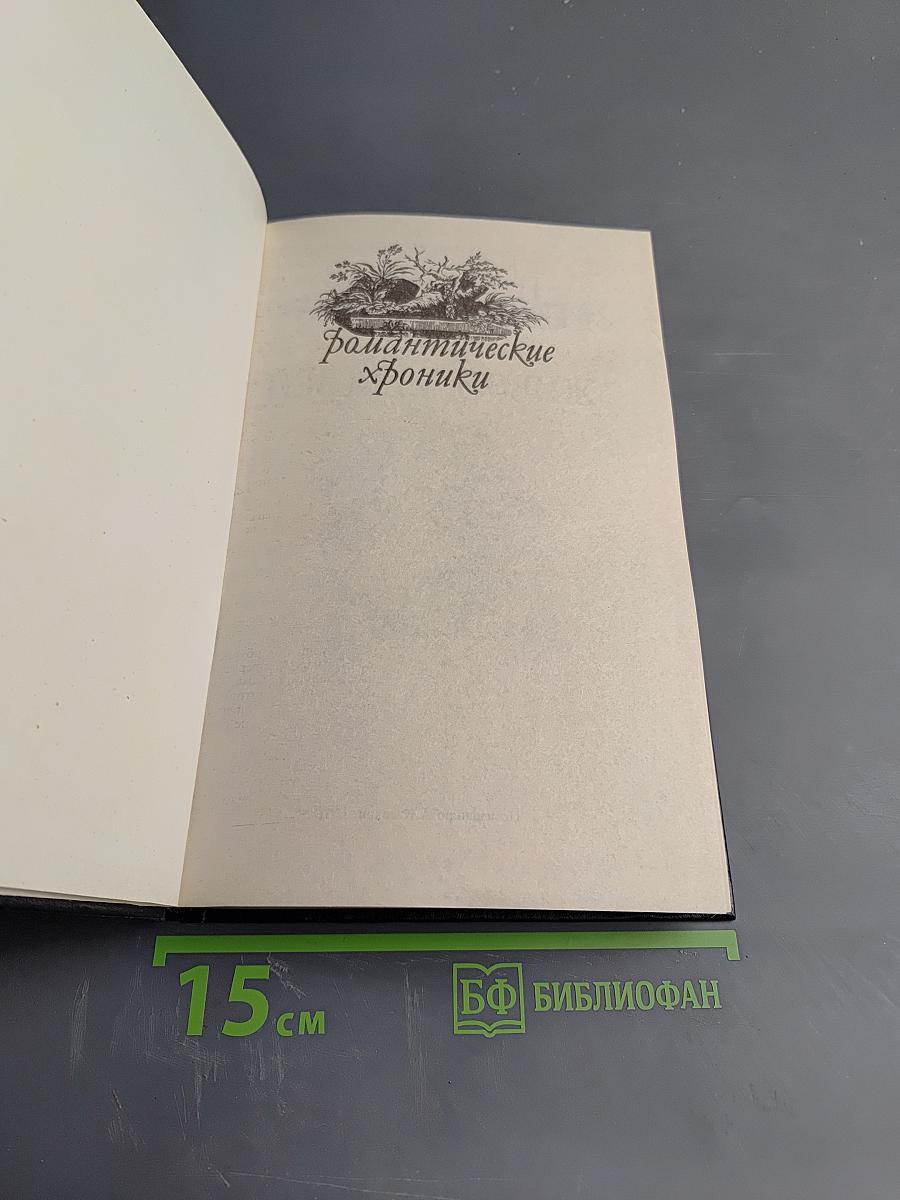 романтические
хроники
15 см
БФ БИБЛИОФАН